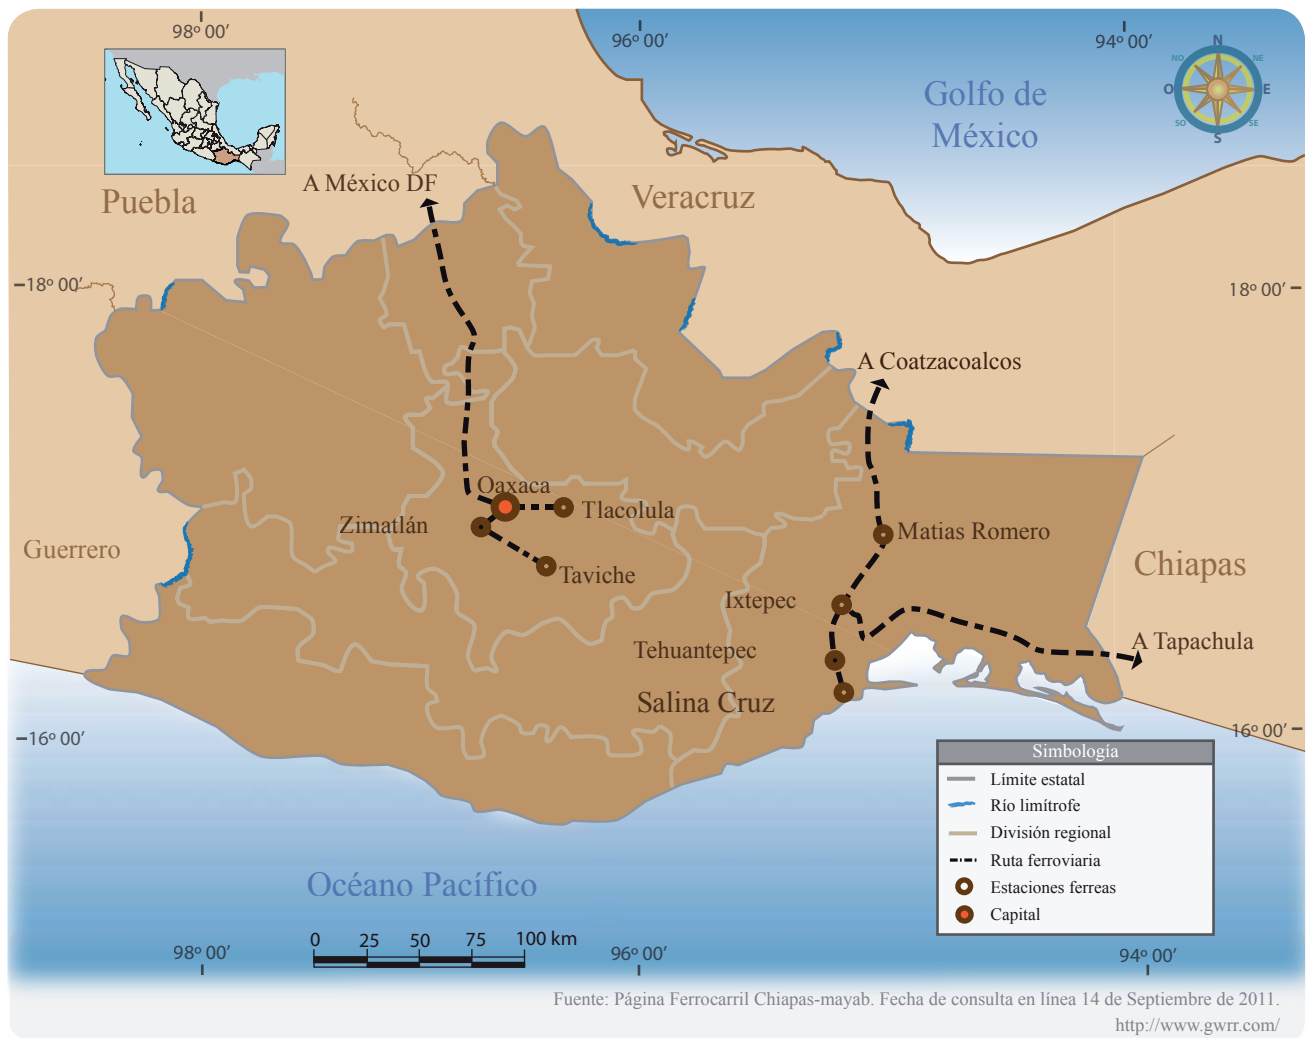 98º 00’
96º 00’
94º 00’
N
NO
NE
O
E
SO
SE
S
Golfo de
México
A México DF
Puebla
Veracruz
18º 00’
18º 00’
A Coatzacoalcos
Oaxaca
Tlacolula
Zimatlán
Matias Romero
Guerrero
Taviche
Chiapas
Ixtepec
A Tapachula
Tehuantepec
Salina Cruz
16º 00’
16º 00’
Simbología
Límite estatal
Río limítrofe
División regional
Ruta ferroviaria
Estaciones ferreas
Capital
Océano Pacífico
0 25 50 75 100 km
98º 00’
96º 00’
94º 00’
Fuente: Página Ferrocarril Chiapas-mayab. Fecha de consulta en línea 14 de Septiembre de 2011.
http://www.gwrr.com/